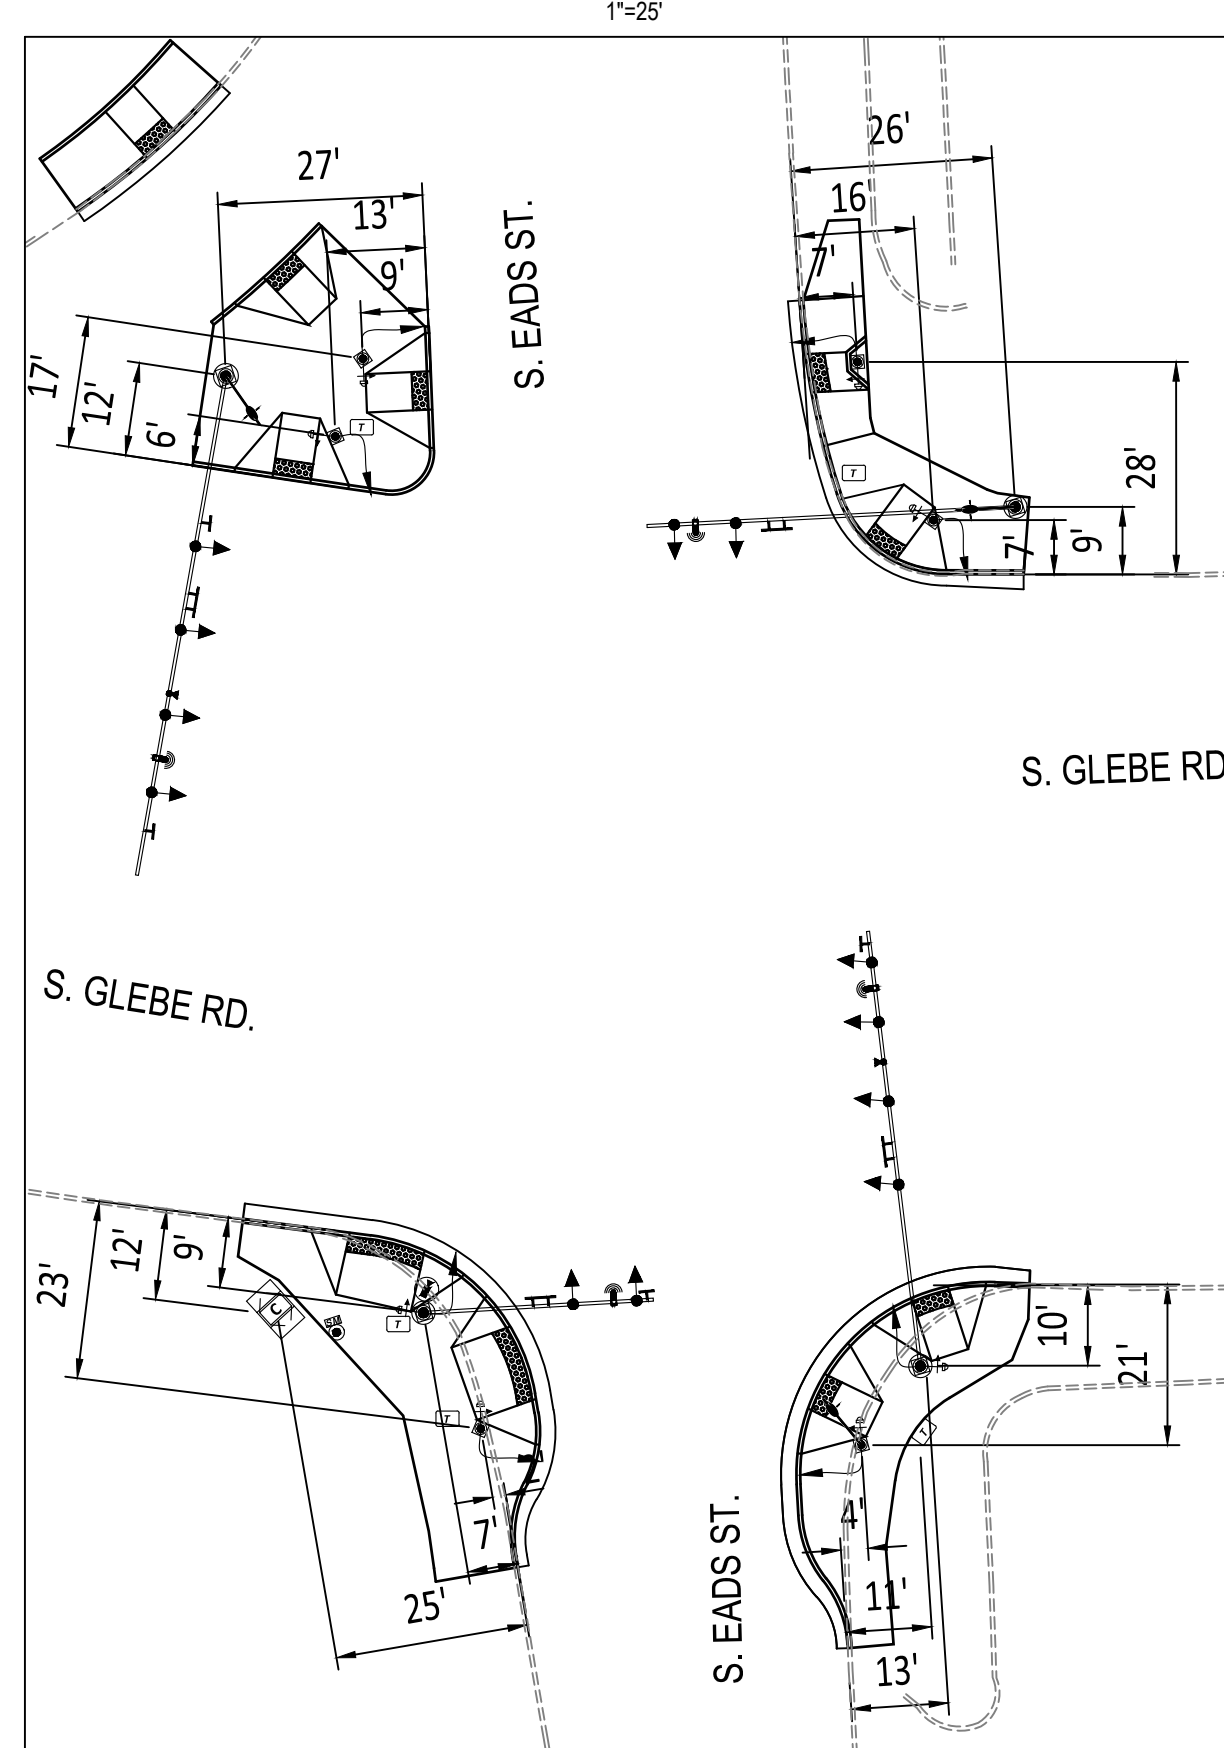 1"=25'
26'
27'
16'
13'
S. EADS ST.
7'
9'
17'
12'
6'
T
T
28'
7'
9'
S. GLEBE RD
S. GLEBE RD.
23'
12'
9'
C
SM
T
T
10'
21'
T
7'
4'
S. EADS ST.
25'
11'
13'